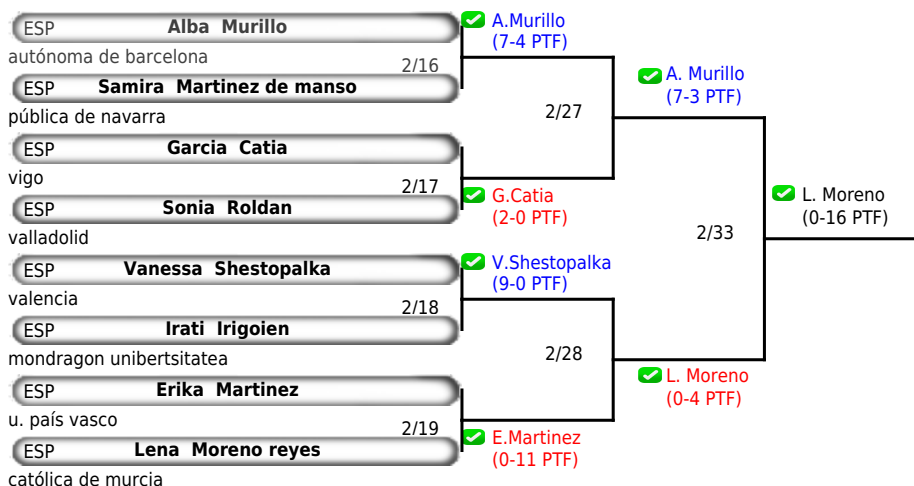 ESP Alba Murillo
autónoma de barcelona
2/16
ESP Samira Martinez de manso
pública de navarra
ESP Garcia Catia
vigo
2/17
ESP Sonia Roldan
valladolid
ESP Vanessa Shestopalka
valencia
2/18
ESP Irati Irigoien
mondragon unibertsitatea
ESP Erika Martinez
u. país vasco
2/19
ESP Lena Moreno reyes
católica de murcia
A.Murillo
(7-4 PTF)
2/27
G.Catia
(2-0 PTF)
V.Shestopalka
(9-0 PTF)
2/28
E.Martinez
(0-11 PTF)
A. Murillo
(7-3 PTF)
2/33
L. Moreno
(0-4 PTF)
L. Moreno
(0-16 PTF)